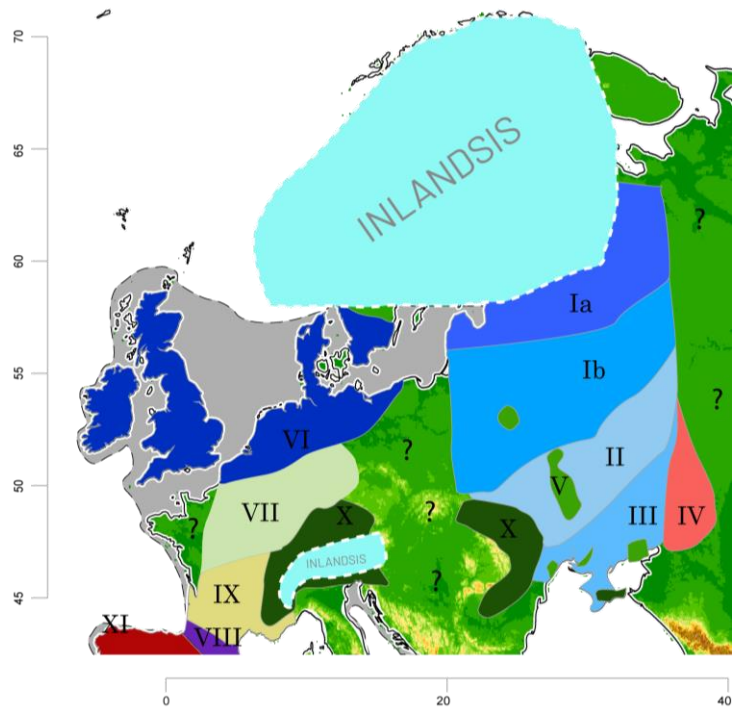 70
65
60
55
50
45
INLANDSIS
?
Ia
Ib
?
VI
?
II
V
VII
X
?
X
III
IV
?
INLANDSIS
?
IX
XI
VIII
0
20
40